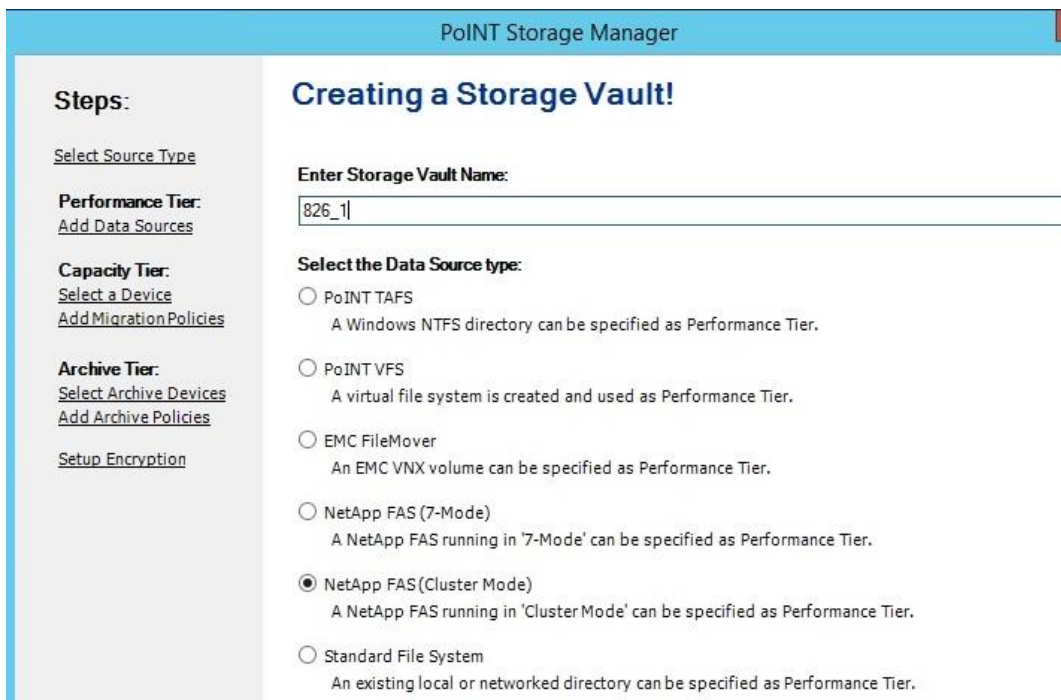 PoINT Storage Manager
Steps:
Select Source Type
Performance Tier:
Add Data Sources
Capacity Tier:
Select a Device
Add Migration Policies
Archive Tier:
Select Archive Devices
Add Archive Policies
Setup Encryption
Creating a Storage Vault!
Enter Storage Vault Name:
826_1
Select the Data Source type:
PoINT TAFS
A Windows NTFS directory can be specified as Performance Tier.
PoINT VFS
A virtual file system is created and used as Performance Tier.
EMC FileMover
An EMC VNX volume can be specified as Performance Tier.
NetApp FAS (7-Mode)
A NetApp FAS running in '7-Mode' can be specified as Performance Tier.
NetApp FAS (Cluster Mode)
A NetApp FAS running in 'Cluster Mode' can be specified as Performance Tier.
Standard File System
An existing local or networked directory can be specified as Performance Tier.